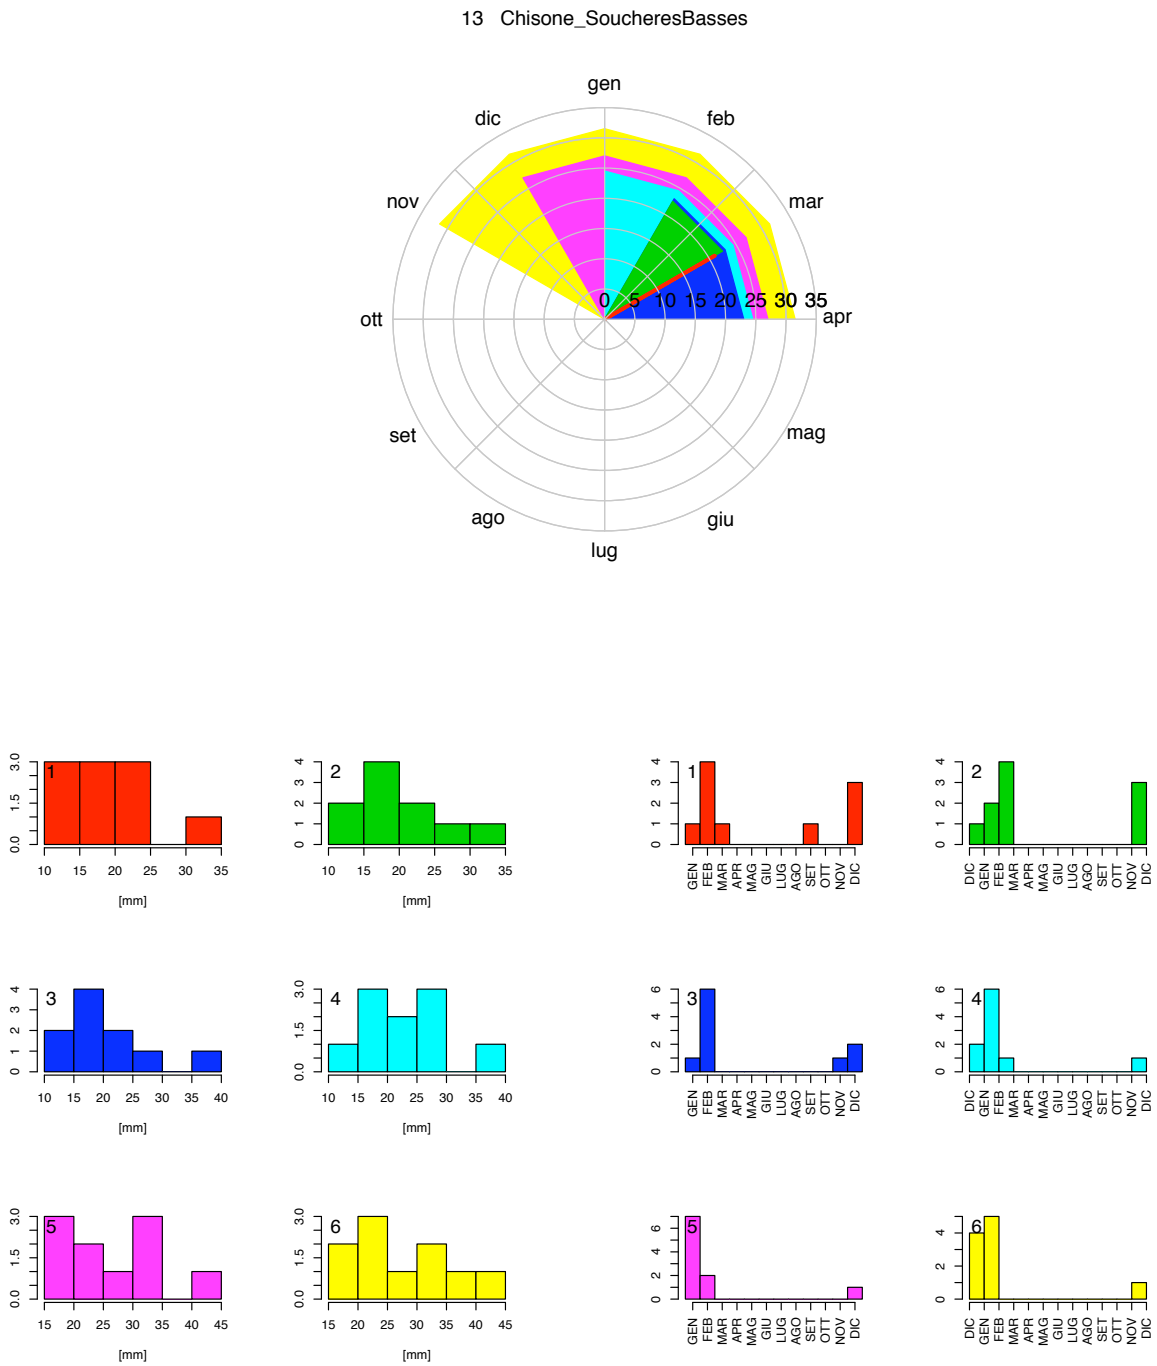 13 Chisone_SoucheresBasses
gen
dic
feb
nov
mar
0 5 10 15 20 25 30 35
ott
apr
set
mag
ago
giu
lug
1
0.0 1.5 3.0
10 15 20 25 30 35
[mm]
2
0 1 2 3 4
10 15 20 25 30 35
[mm]
1
0 1 2 3 4
GEN FEB MAR APR MAG GIU LUG AGO SET OTT NOV DIC
2
0 1 2 3 4
DIC GEN FEB MAR APR MAG GIU LUG AGO SET OTT NOV DIC
3
0 1 2 3 4
10 15 20 25 30 35 40
[mm]
4
0.0 1.5 3.0
10 15 20 25 30 35 40
[mm]
3
0 2 4 6
GEN FEB MAR APR MAG GIU LUG AGO SET OTT NOV DIC
4
0 2 4 6
DIC GEN FEB MAR APR MAG GIU LUG AGO SET OTT NOV DIC
5
0.0 1.5 3.0
15 20 25 30 35 40 45
[mm]
6
0.0 1.5 3.0
15 20 25 30 35 40 45
[mm]
5
0 2 4 6
GEN FEB MAR APR MAG GIU LUG AGO SET OTT NOV DIC
6
0 2 4
DIC GEN FEB MAR APR MAG GIU LUG AGO SET OTT NOV DIC